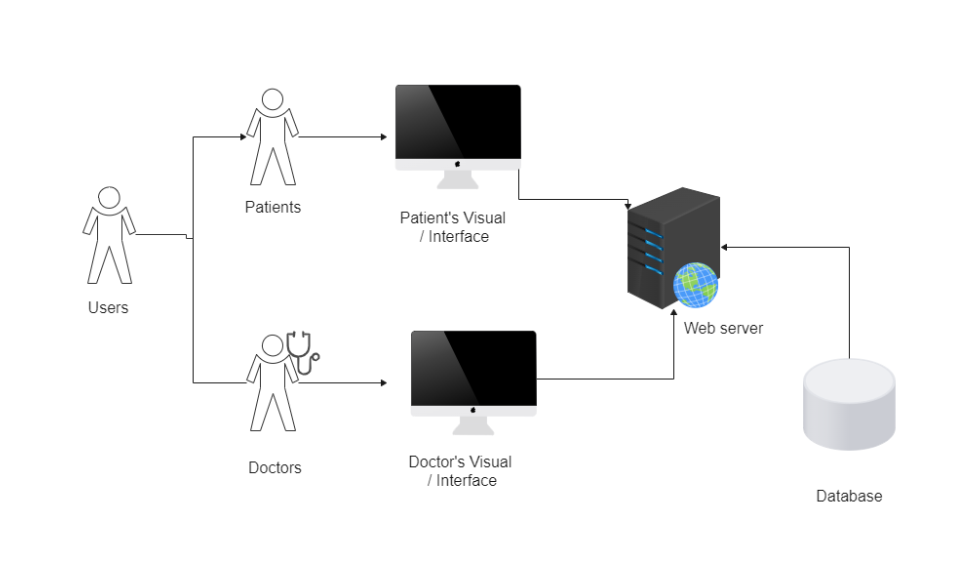 Patients
Patient's Visual
/ Interface
Users
Web server
Doctors
Doctor's Visual
/ Interface
Database